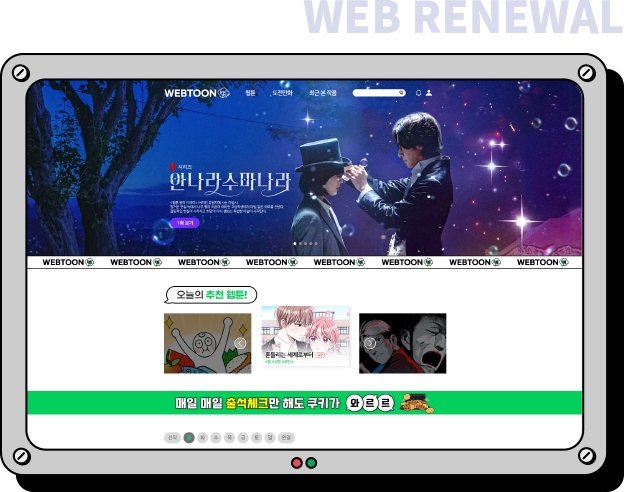 WEB RENEWAL
WEBTOON 웹툰 도전만화 최근 본 작품
시리즈
안나라수마나라
1화 보기
WEBTOON WEBTOON WEBTOON WEBTOON WEBTOON WEBTOON WEBTOON WEBTOON
오늘의 추천 웹툰!
흔들리는 세계로부터
매일 매일 출석체크만 해도 쿠키가 와르르
신작 월 화 수 목 금 토 일 완결